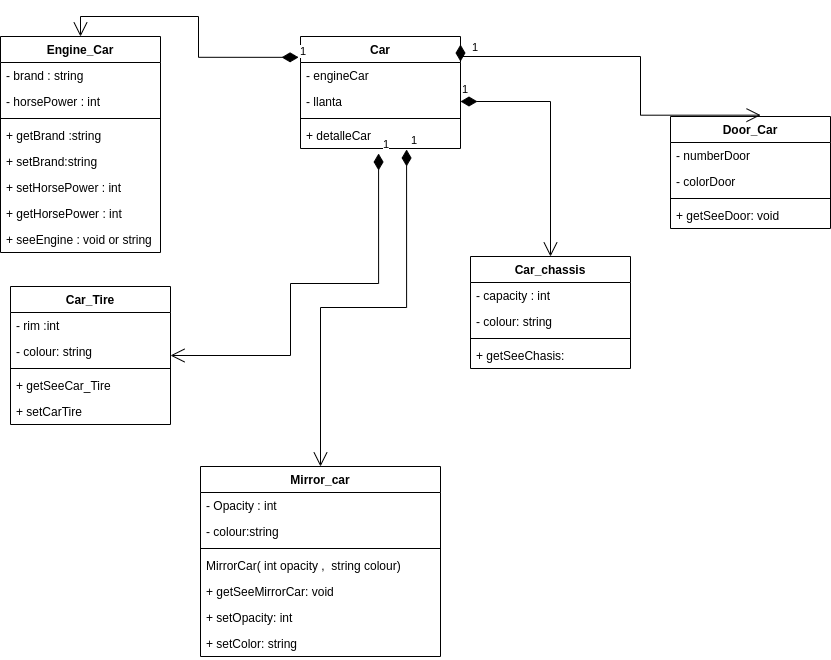 Engine_Car
- brand : string
- horsePower : int
+ getBrand :string
+ setBrand:string
+ setHorsePower : int
+ getHorsePower : int
+ seeEngine : void or string
1
Car
- engineCar
- llanta
+ detalleCar
1
1
1
1
Door_Car
- numberDoor
- colorDoor
+ getSeeDoor: void
Car_chassis
- capacity : int
- colour: string
+ getSeeChasis:
Car_Tire
- rim :int
- colour: string
+ getSeeCar_Tire
+ setCarTire
Mirror_car
- Opacity : int
- colour:string
MirrorCar( int opacity , string colour)
+ getSeeMirrorCar: void
+ setOpacity: int
+ setColor: string